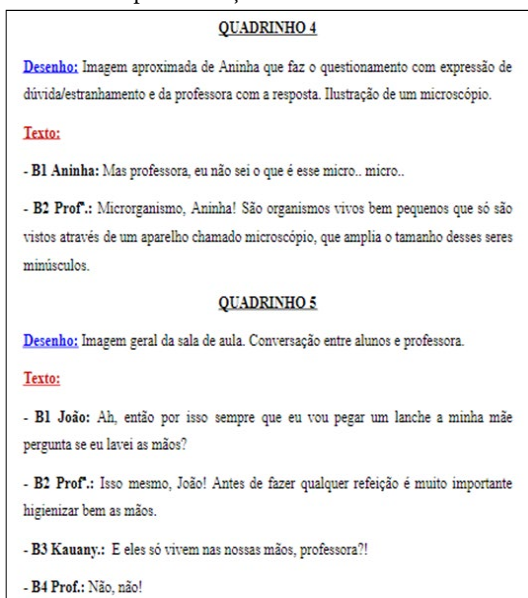 QUADRINHO 4
Desenho: Imagem aproximada de Aninha que faz o questionamento com expressão de
dúvida/estranhamento e da professora com a resposta. Ilustração de um microscópio.
Texto:
- B1 Aninha: Mas professora, eu não sei o que é esse micro.. micro..
- B2 Profª.: Microrganismo, Aninha! São organismos vivos bem pequenos que só são
vistos através de um aparelho chamado microscópio, que amplia o tamanho desses seres
minúsculos.
QUADRINHO 5
Desenho: Imagem geral da sala de aula. Conversação entre alunos e professora.
Texto:
- B1 João: Ah, então por isso sempre que eu vou pegar um lanche a minha mãe
pergunta se eu lavei as mãos?
- B2 Profª.: Isso mesmo, João! Antes de fazer qualquer refeição é muito importante
higienizar bem as mãos.
- B3 Kauany.: E eles só vivem nas nossas mãos, professora?!
- B4 Prof.: Não, não!